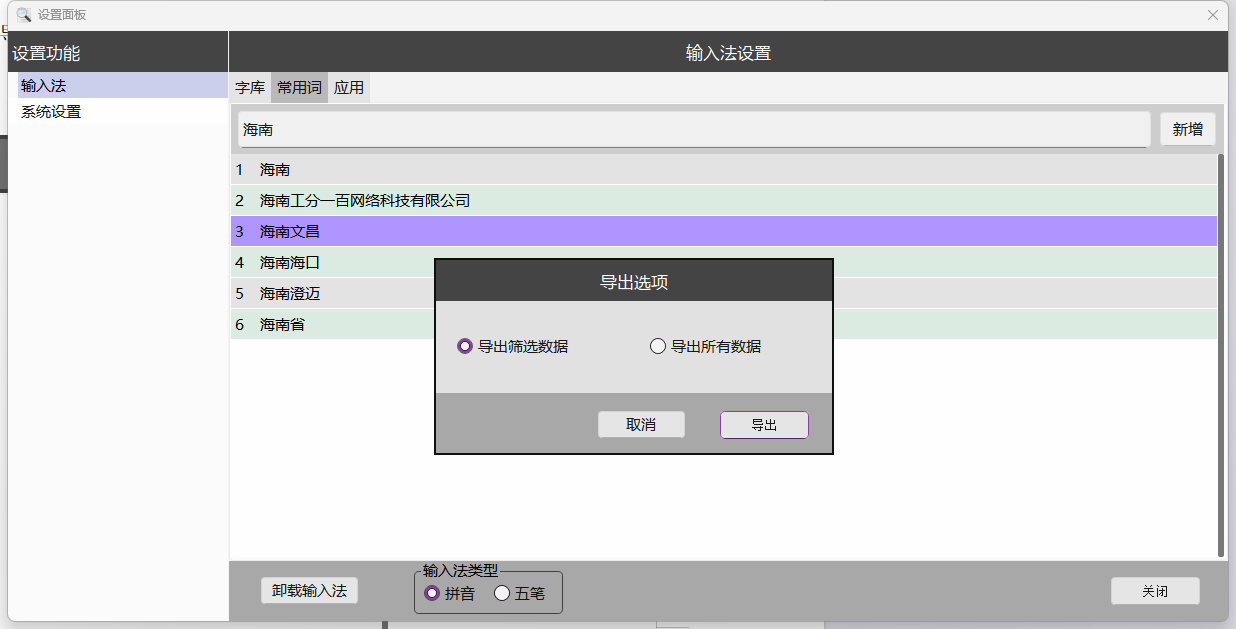 设置面板
设置功能
输入法设置
输入法
系统设置
字库 常用词 应用
海南
新增
1 海南
2 海南工分一百网络科技有限公司
3 海南文昌
4 海南海口
5 海南澄迈
6 海南省
导出选项
导出筛选数据 导出所有数据
取消 导出
卸载输入法
输入法类型
拼音 五笔
关闭